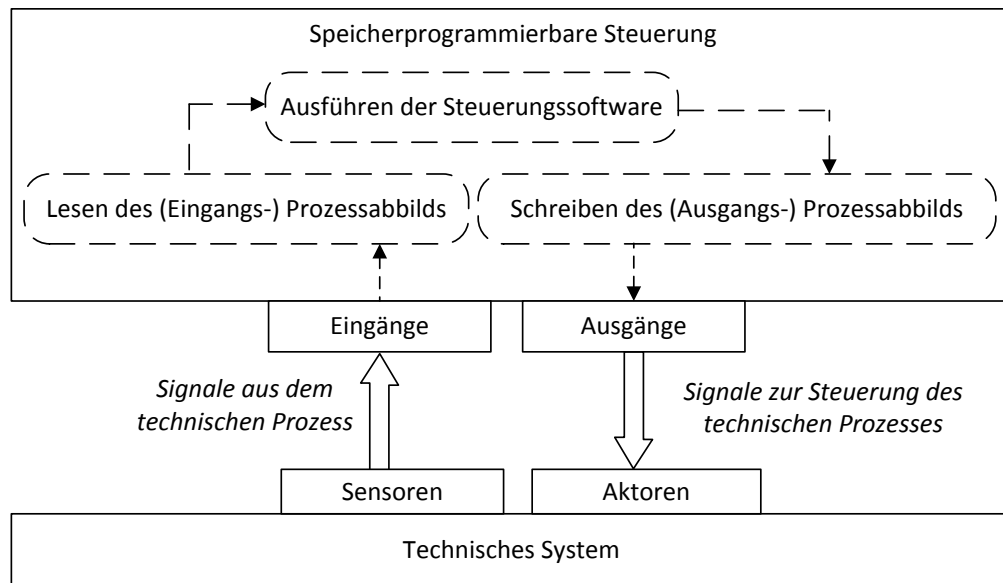 Speicherprogrammierbare Steuerung
Ausführen der Steuerungssoftware
Lesen des (Eingangs-) Prozessabbilds
Schreiben des (Ausgangs-) Prozessabbilds
Eingänge
Ausgänge
Signale aus dem
technischen Prozess
Signale zur Steuerung des
technischen Prozesses
Sensoren
Aktoren
Technisches System